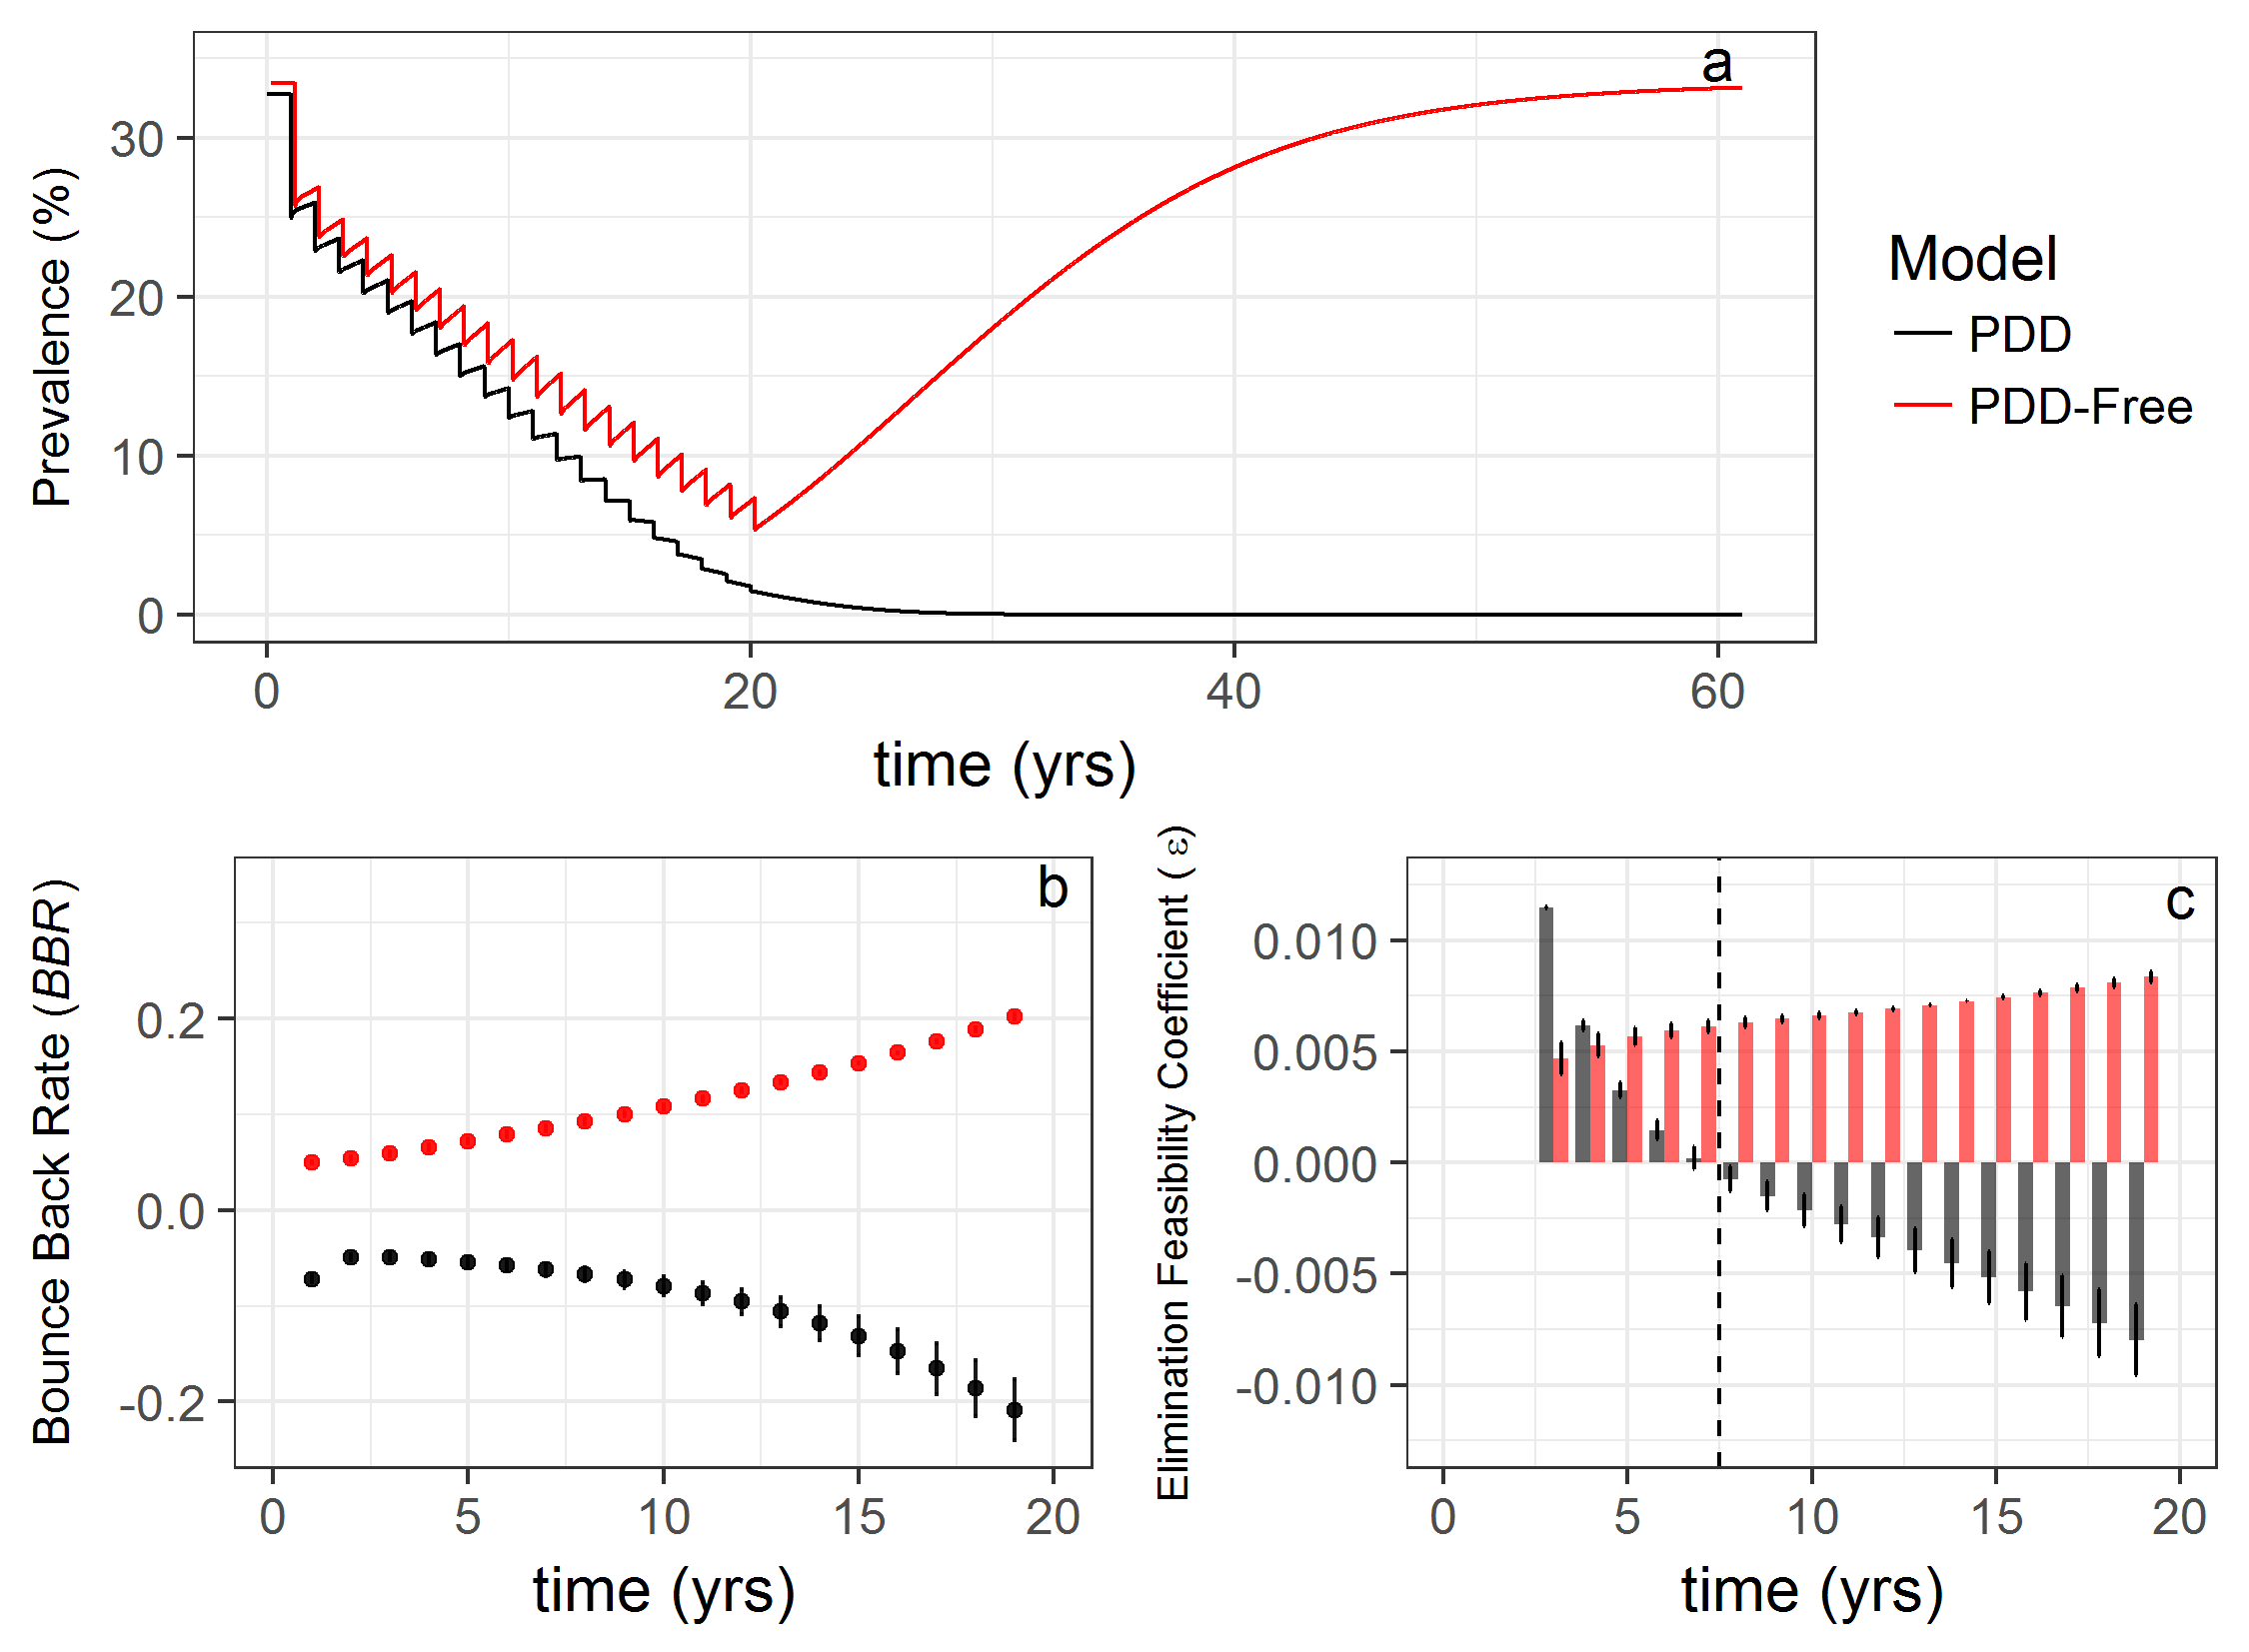 a
Prevalence (%)
30
20
10
0
0 20 40 60
time (yrs)
Model
PDD
PDD-Free
b
Bounce Back Rate (BBR)
0.2
0.0
-0.2
0 5 10 15 20
time (yrs)
c
Elimination Feasibility Coefficient ( ε)
0.010
0.005
0.000
-0.005
-0.010
0 5 10 15 20
time (yrs)